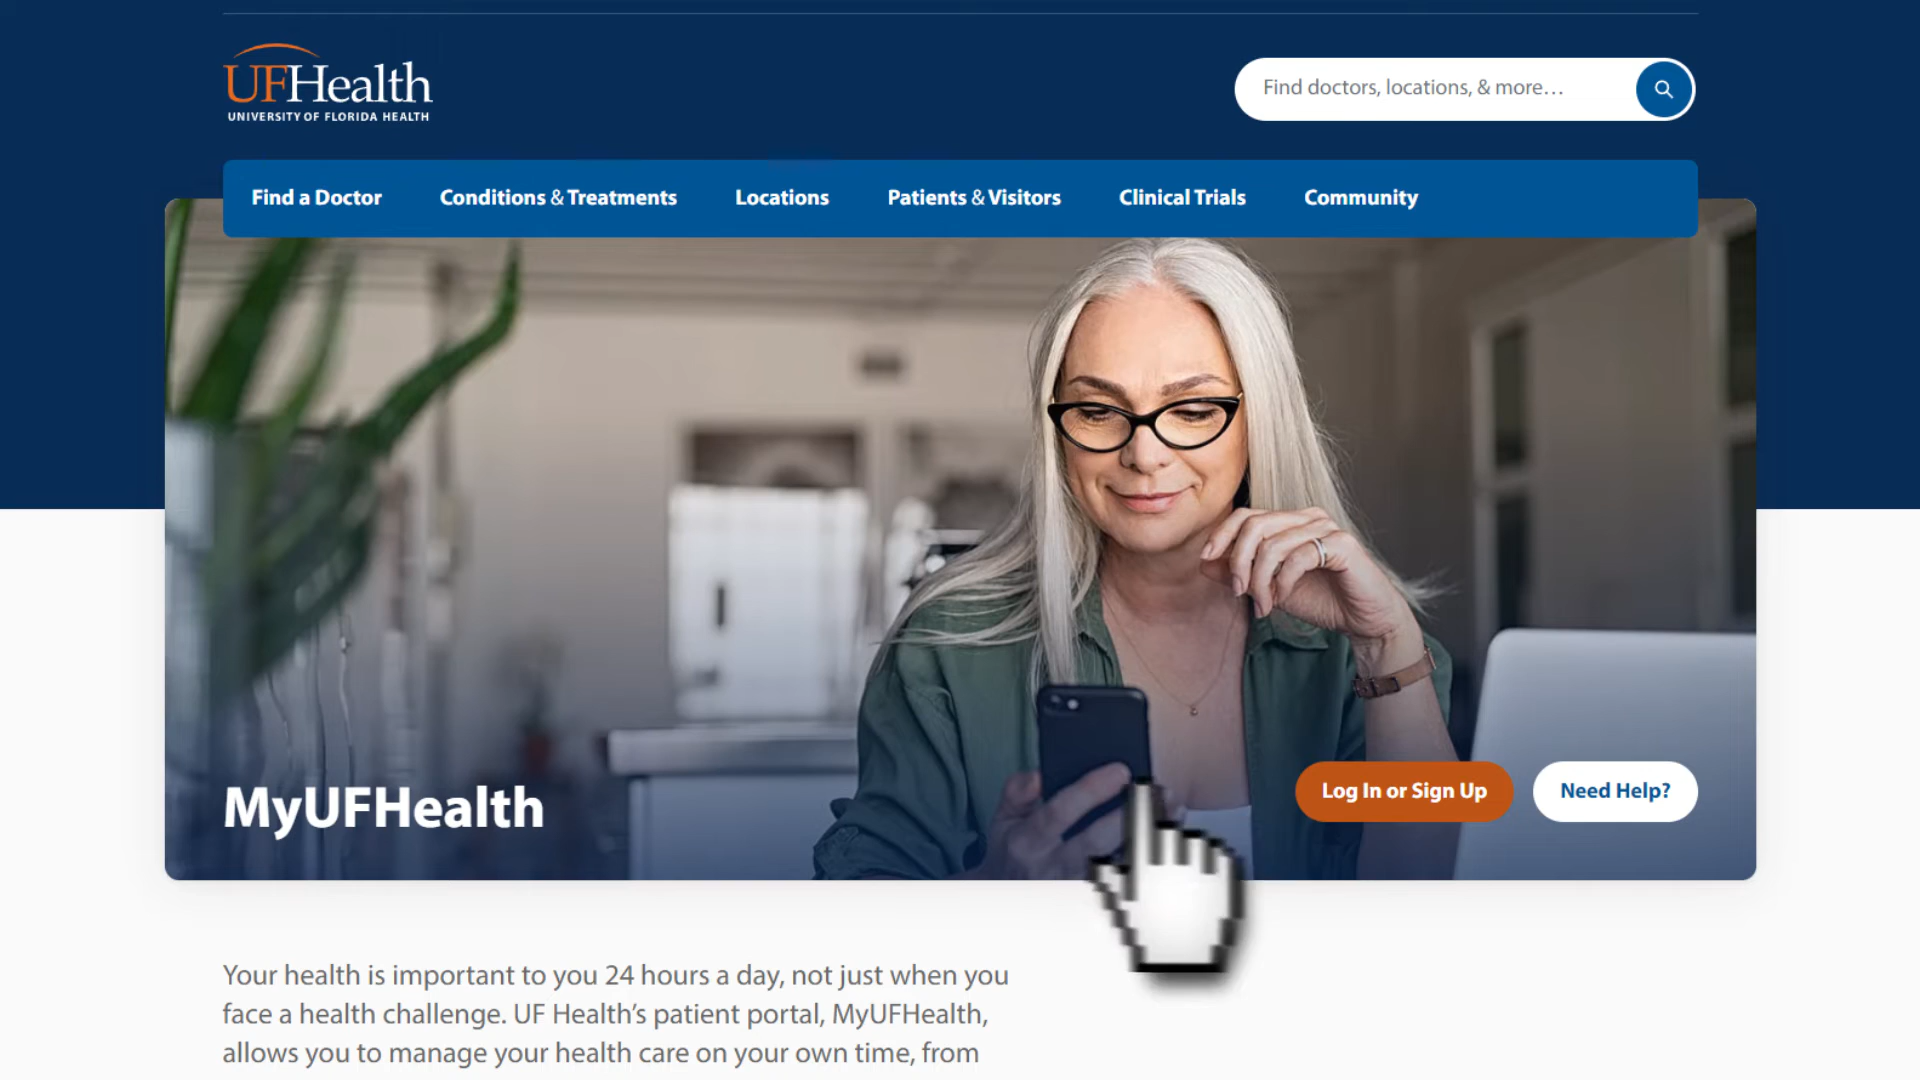 UFHealth
UNIVERSITY OF FLORIDA HEALTH
Find doctors, locations, & more...
Find a Doctor
Conditions & Treatments
Locations
Patients & Visitors
Clinical Trials
Community
MyUFHealth
Log In or Sign Up
Need Help?
Your health is important to you 24 hours a day, not just when you
face a health challenge. UF Health’s patient portal, MyUFHealth,
allows you to manage your health care on your own time, from